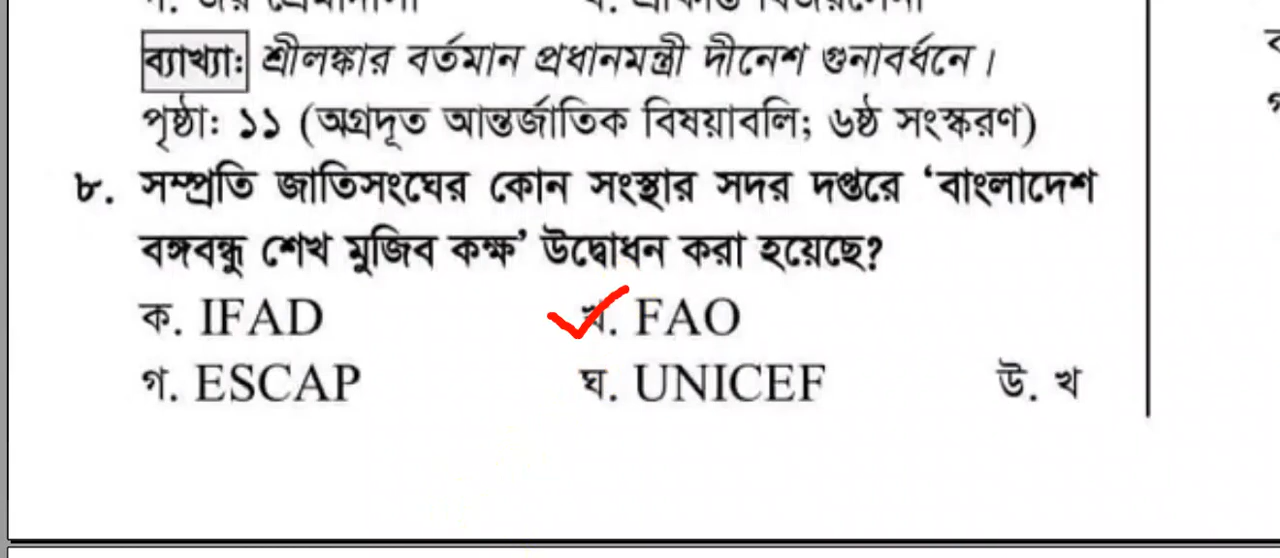 ব্যাখ্যা: শ্রীলঙ্কার বর্তমান প্রধানমন্ত্রী দীনেশ গুনাবর্ধনে।
পৃষ্ঠা: ১১ (অগ্রদূত আন্তর্জাতিক বিষয়াবলি; ৬ষ্ঠ সংস্করণ)
৮. সম্প্রতি জাতিসংঘের কোন সংস্থার সদর দপ্তরে ‘বাংলাদেশ
বঙ্গবন্ধু শেখ মুজিব কক্ষ’ উদ্বোধন করা হয়েছে?
ক. IFAD খ. FAO
গ. ESCAP ঘ. UNICEF উ. খ